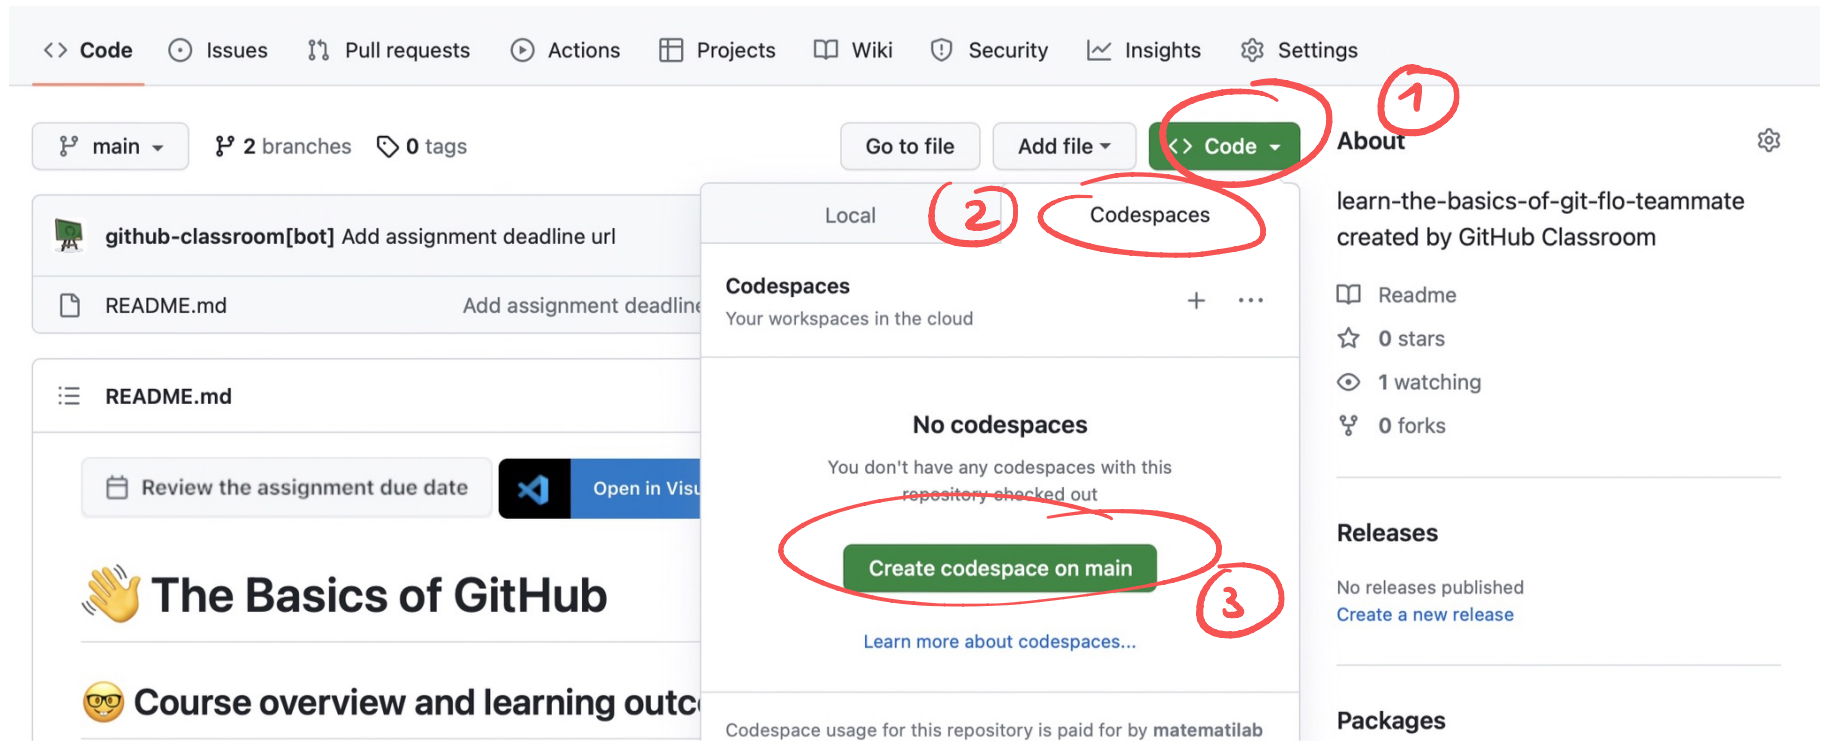 Code Issues Pull requests Actions Projects Wiki Security Insights Settings
1
main 2 branches 0 tags Go to file Add file Code
Local 2 Codespaces
github-classroom[bot] Add assignment deadline url
README.md Add assignment deadline
Codespaces
Your workspaces in the cloud
No codespaces
You don't have any codespaces with this
repository checked out
Create codespace on main
3
Learn more about codespaces...
Codespace usage for this repository is paid for by matematilab
README.md
Review the assignment due date Open in Visu
The Basics of GitHub
Course overview and learning outc
About
learn-the-basics-of-git-flo-teammate
created by GitHub Classroom
Readme
0 stars
1 watching
0 forks
Releases
No releases published
Create a new release
Packages